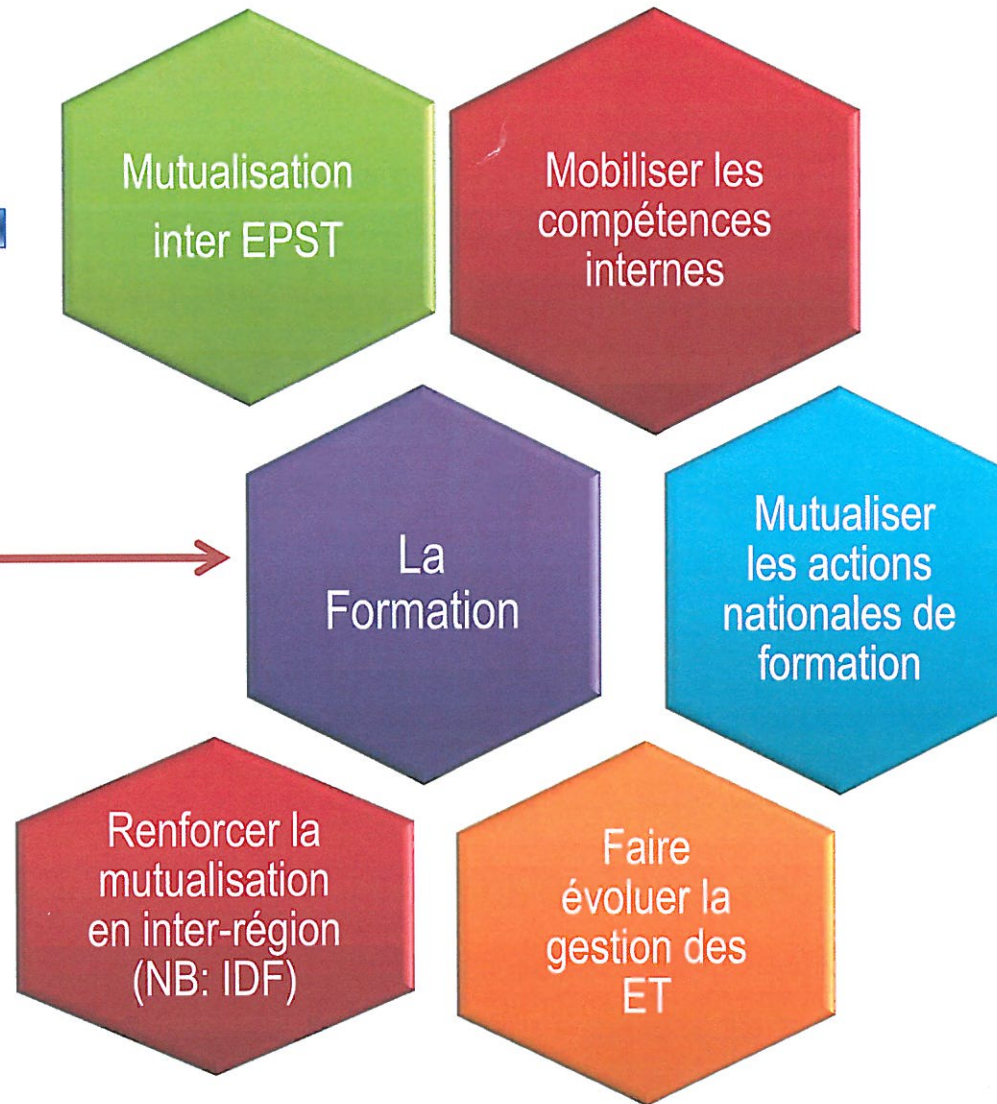 Mutualisation
inter EPST
Mobiliser les
compétences
internes
La
Formation
Mutualiser
les actions
nationales de
formation
Renforcer la
mutualisation
en inter-région
(NB: IDF)
Faire
évoluer la
gestion des
ET